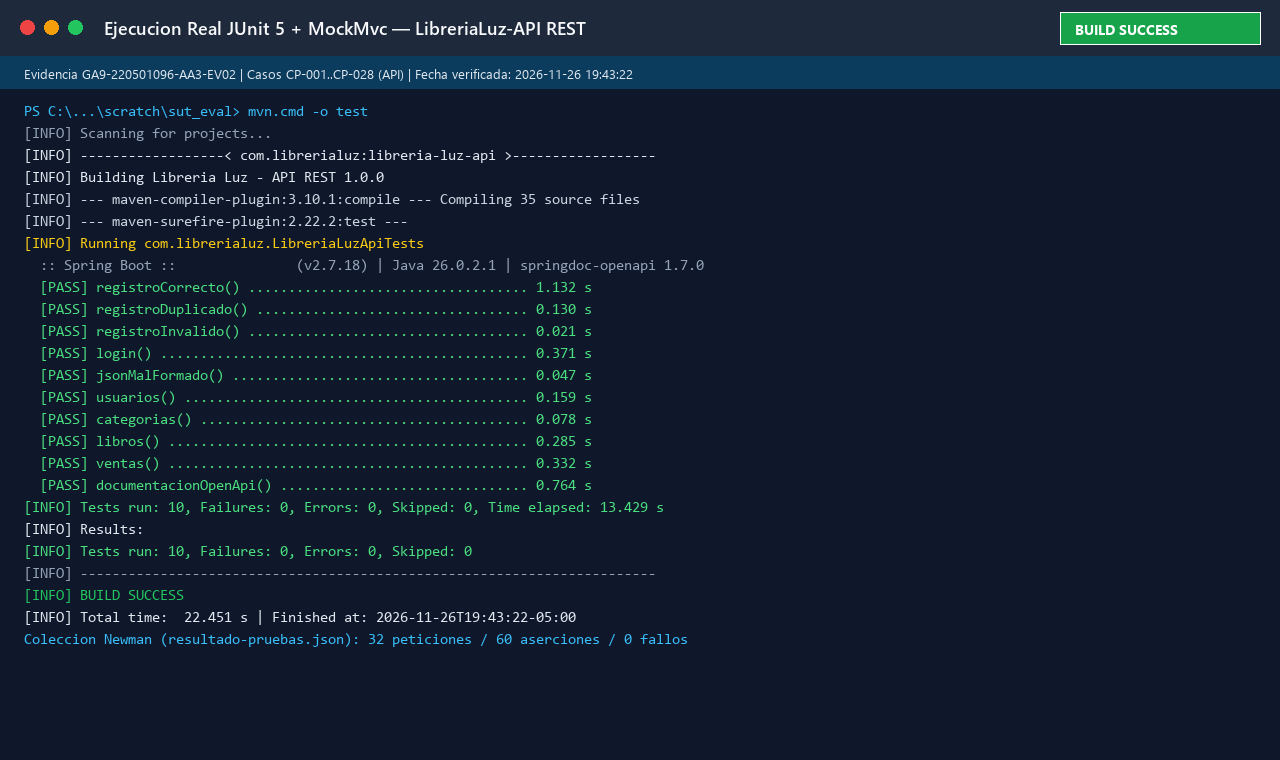 Ejecucion Real JUnit 5 + MockMvc — LibreriaLuz-API REST
BUILD SUCCESS
Evidencia GA9-220501096-AA3-EV02 | Casos CP-001..CP-028 (API) | Fecha verificada: 2026-11-26 19:43:22
PS C:\...\scratch\sut_eval> mvn.cmd -o test
[INFO] Scanning for projects...
[INFO] ------------------< com.librerialuz:libreria-luz-api >------------------
[INFO] Building Libreria Luz - API REST 1.0.0
[INFO] --- maven-compiler-plugin:3.10.1:compile --- Compiling 35 source files
[INFO] --- maven-surefire-plugin:2.22.2:test ---
[INFO] Running com.librerialuz.LibreriaLuzApiTests
  :: Spring Boot ::               (v2.7.18) | Java 26.0.2.1 | springdoc-openapi 1.7.0
  [PASS] registroCorrecto() ................................... 1.132 s
  [PASS] registroDuplicado() .................................. 0.130 s
  [PASS] registroInvalido() ................................... 0.021 s
  [PASS] login() .............................................. 0.371 s
  [PASS] jsonMalFormado() ..................................... 0.047 s
  [PASS] usuarios() ........................................... 0.159 s
  [PASS] categorias() ......................................... 0.078 s
  [PASS] libros() ............................................. 0.285 s
  [PASS] ventas() ............................................. 0.332 s
  [PASS] documentacionOpenApi() ............................... 0.764 s
[INFO] Tests run: 10, Failures: 0, Errors: 0, Skipped: 0, Time elapsed: 13.429 s
[INFO] Results:
[INFO] Tests run: 10, Failures: 0, Errors: 0, Skipped: 0
[INFO] ------------------------------------------------------------------------
[INFO] BUILD SUCCESS
[INFO] Total time:  22.451 s | Finished at: 2026-11-26T19:43:22-05:00
Coleccion Newman (resultado-pruebas.json): 32 peticiones / 60 aserciones / 0 fallos